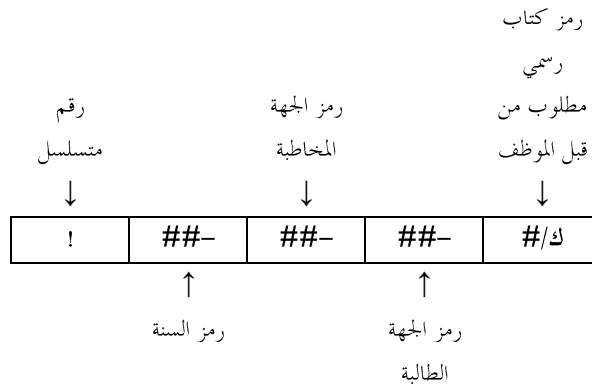 رمز كتاب
رسمي
رقم رمز الجهة مطلوب من
متسلسل المخاطبة قبل الموظف
↓ ↓ ↓
ك/# –## –## –## !
↑ ↑
رمز الجهة رمز السنة
الطالبة